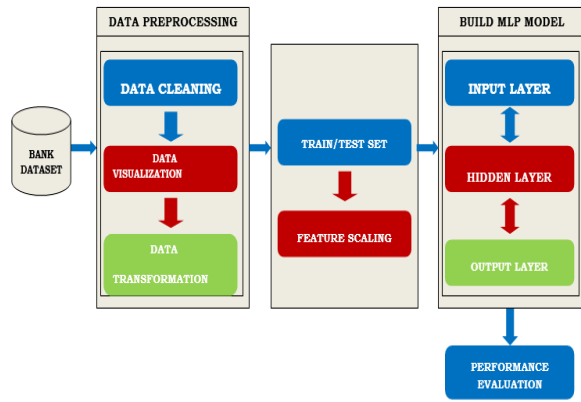 BANK
DATASET
DATA PREPROCESSING
DATA CLEANING
DATA
VISUALIZATION
DATA
TRANSFORMATION
TRAIN/TEST SET
FEATURE SCALING
BUILD MLP MODEL
INPUT LAYER
HIDDEN LAYER
OUTPUT LAYER
PERFORMANCE
EVALUATION